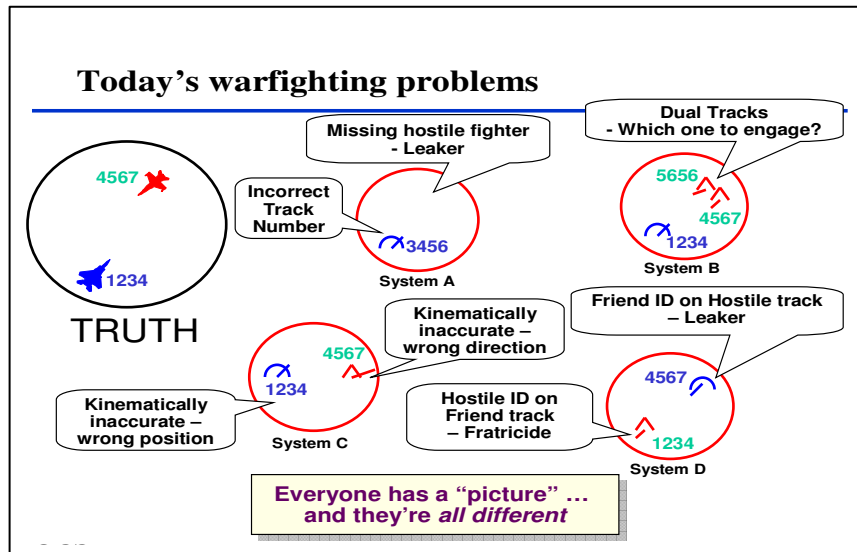 Today's warfighting problems
4567
1234
TRUTH
Missing hostile fighter
- Leaker
Incorrect
Track
Number
3456
System A
Dual Tracks
- Which one to engage?
5656
4567
1234
System B
Kinematically
inaccurate –
wrong direction
4567
1234
Kinematically
inaccurate –
wrong position
System C
Friend ID on Hostile track
– Leaker
4567
Hostile ID on
Friend track
– Fratricide
1234
System D
Everyone has a “picture” …
and they're all different